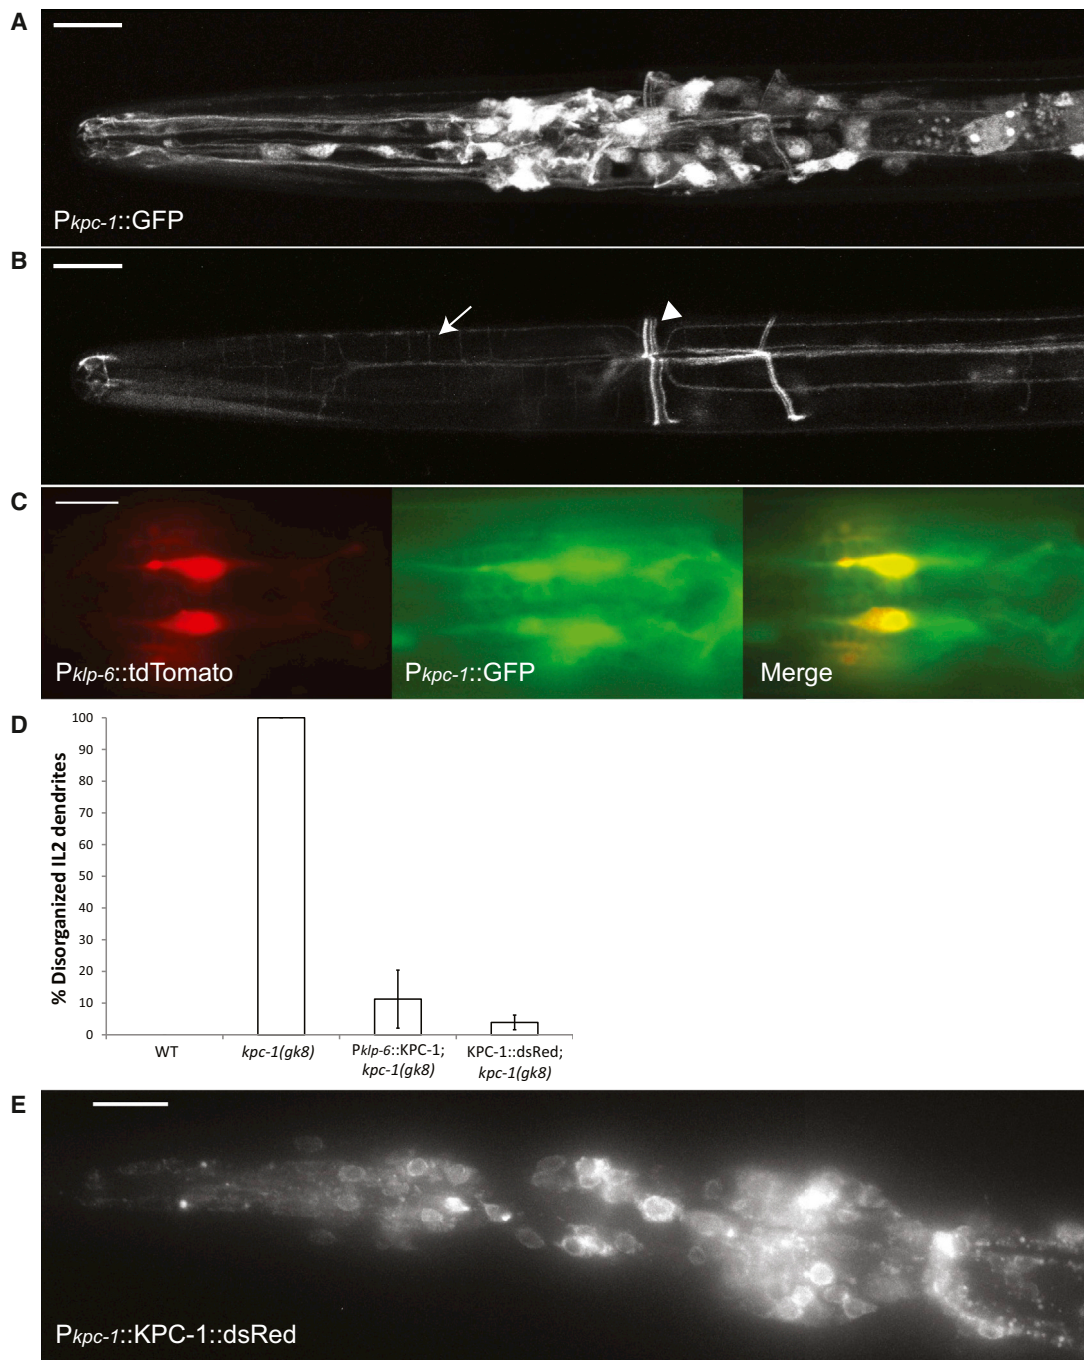 A
Pkpc-1::GFP
B
C
Pklp-6::tdTomato
Pkpc-1::GFP
Merge
D
% Disorganized IL2 dendrites
100
90
80
70
60
50
40
30
20
10
0
WT
kpc-1(gk8)
Pklp-6::KPC-1;
kpc-1(gk8)
KPC-1::dsRed;
kpc-1(gk8)
E
Pkpc-1::KPC-1::dsRed